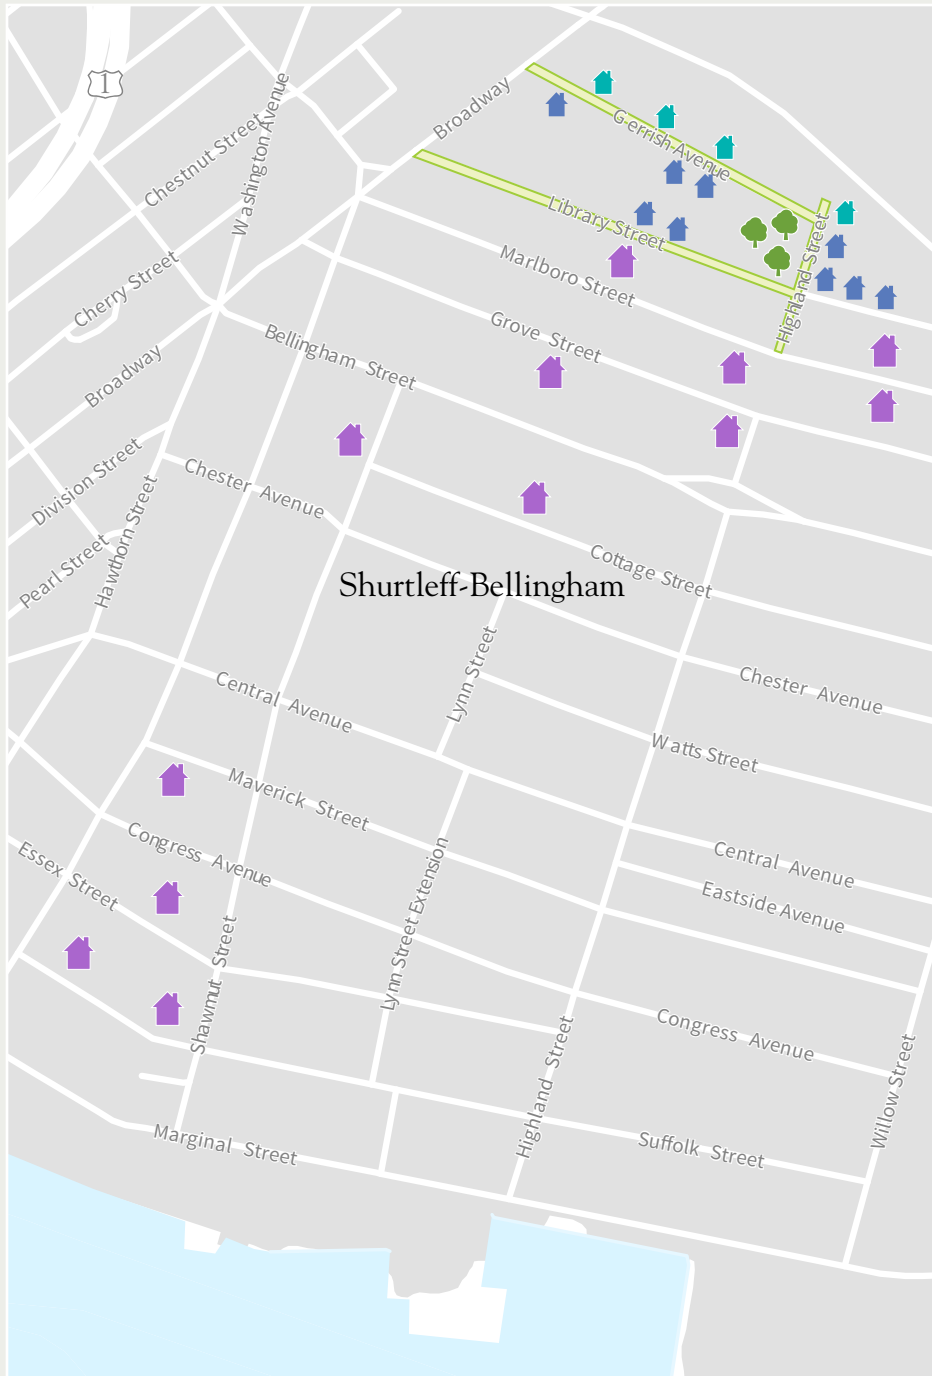 1
Broadway
Gerrish Avenue
Chestnut Street
Washington Avenue
Library Street
Highland Street
Marlboro Street
Cherry Street
Grove Street
Bellingham Street
Broadway
Division Street
Chester Avenue
Hawthorn Street
Pearl Street
Cottage Street
Shurtleff-Bellingham
Lynn Street
Chester Avenue
Central Avenue
Watts Street
Maverick Street
Congress Avenue
Essex Street
Central Avenue
Eastside Avenue
Lynn Street Extension
Shawmut Street
Congress Avenue
Highland Street
Willow Street
Marginal Street
Suffolk Street